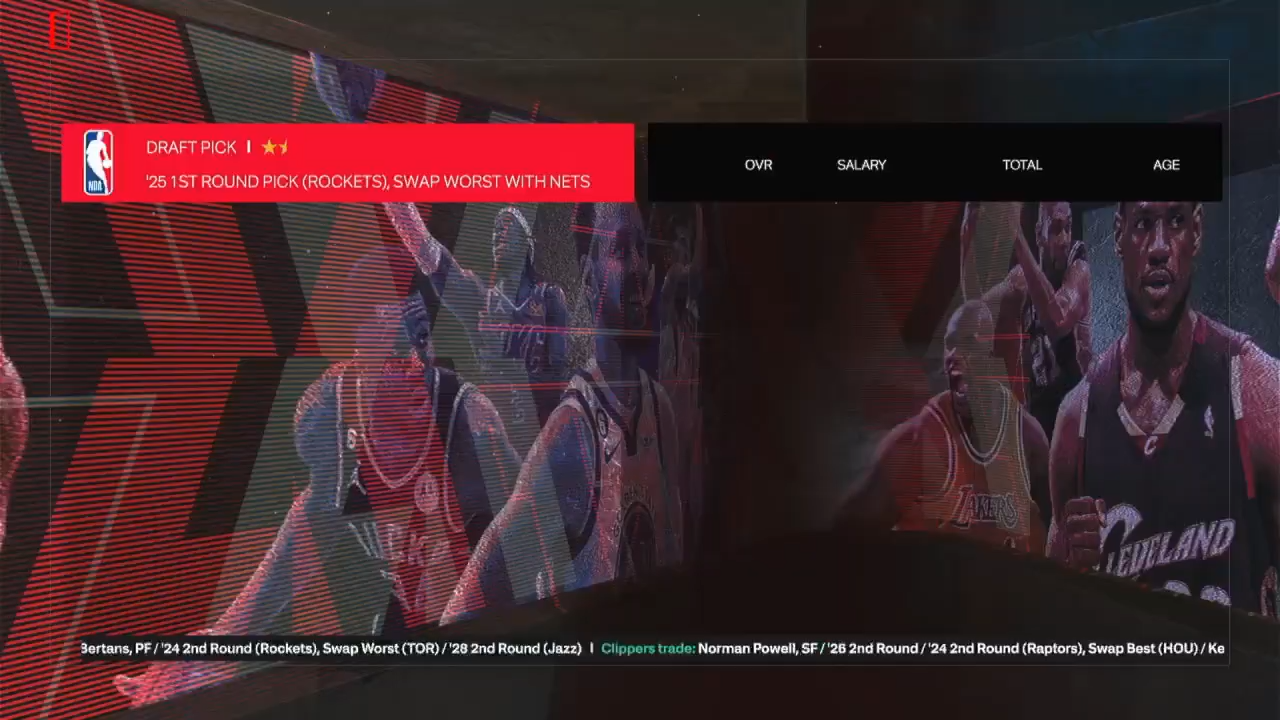 DRAFT PICK
'25 1ST ROUND PICK (ROCKETS), SWAP WORST WITH NETS
NBA
OVR SALARY TOTAL AGE
LAKERS
CLEVELAND
Bertans, PF / '24 2nd Round (Rockets), Swap Worst (TOR) / '28 2nd Round (Jazz) | Clippers trade: Norman Powell, SF / '26 2nd Round / '24 2nd Round (Raptors), Swap Best (HOU) / Ke